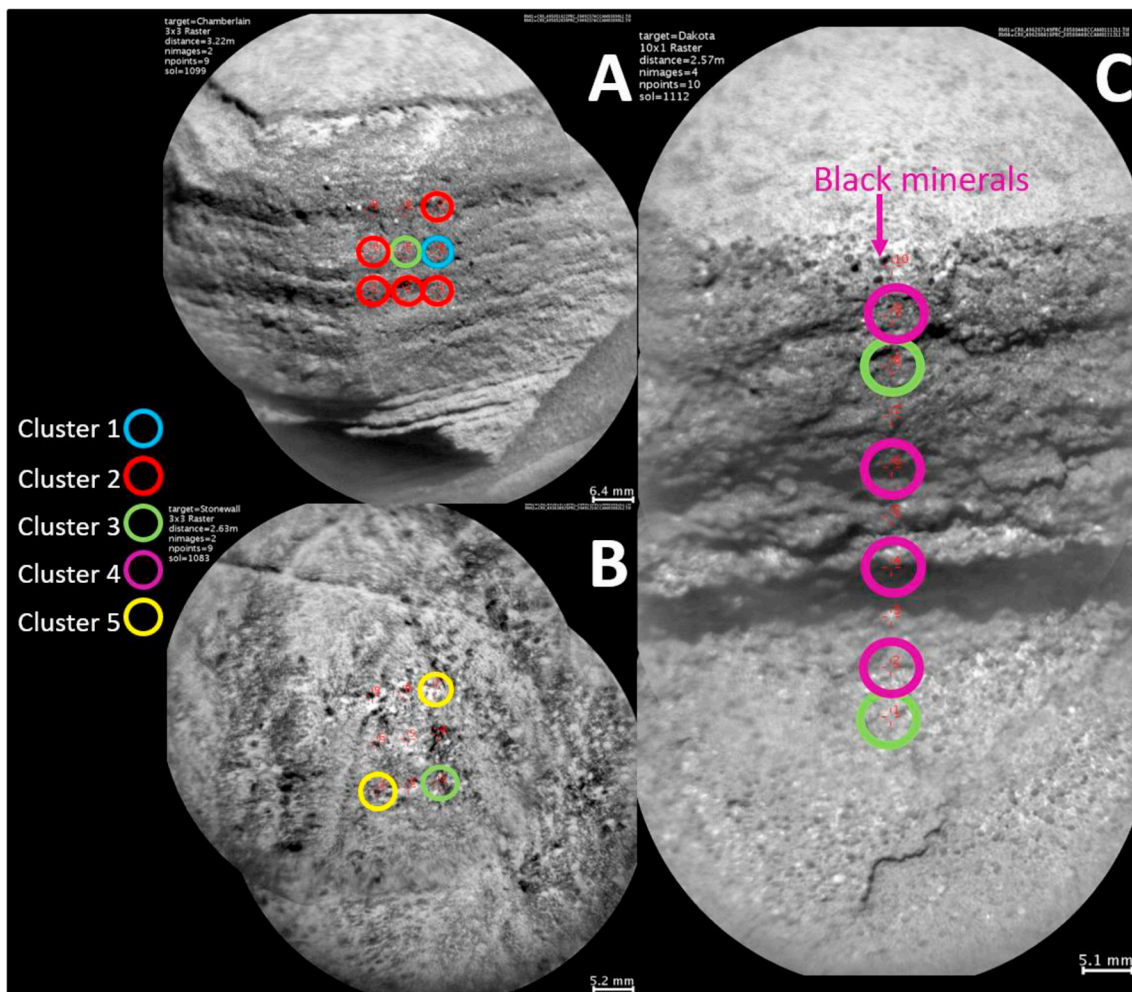 target=Chamberlain
3x3 Raster
distance=3.22m
nimages=2
npoints=9
sol=1099
A
target=Dakota
10x1 Raster
distance=2.57m
nimages=4
npoints=10
sol=1112
C
Black minerals
6.4 mm
Cluster 1
Cluster 2
Cluster 3
Cluster 4
Cluster 5
target=Stonewall
3x3 Raster
distance=2.63m
nimages=2
npoints=9
sol=1083
B
5.2 mm
10
2
1
5.1 mm